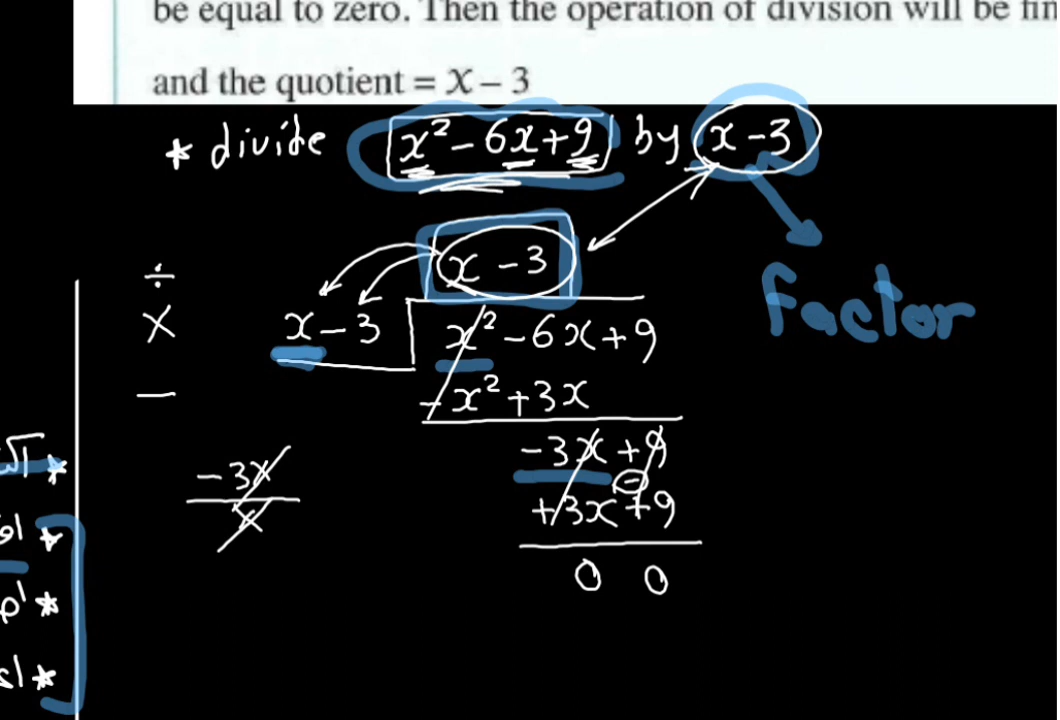 be equal to zero. Then the operation of division will be
and the quotient = X – 3
* divide x² - 6x + 9 by x - 3
Factor
x - 3
÷
×
−
x - 3 x² - 6x + 9
- x² + 3x
-3x + 9
+3x + 9
0 0
-3x
x